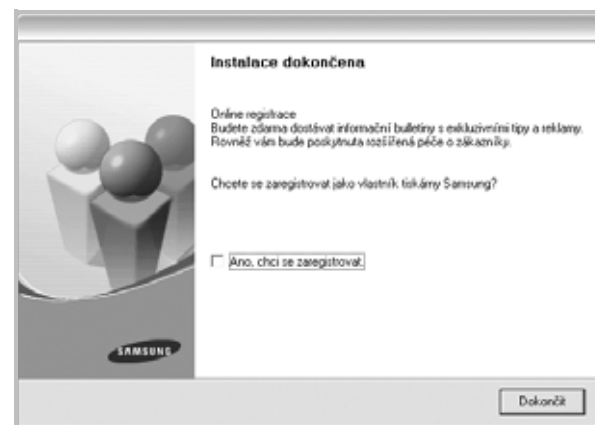 Instalace dokončena
Online registrace
Budete zdarma dostávat informační bulletiny s exkluzivními tipy a reklamy.
Rovněž vám bude poskytnuta rozšířená péče o zákazníky.
Chcete se zaregistrovat jako vlastník tiskárny Samsung?
Ano, chci se zaregistrovat.
SAMSUNG
Dokončit